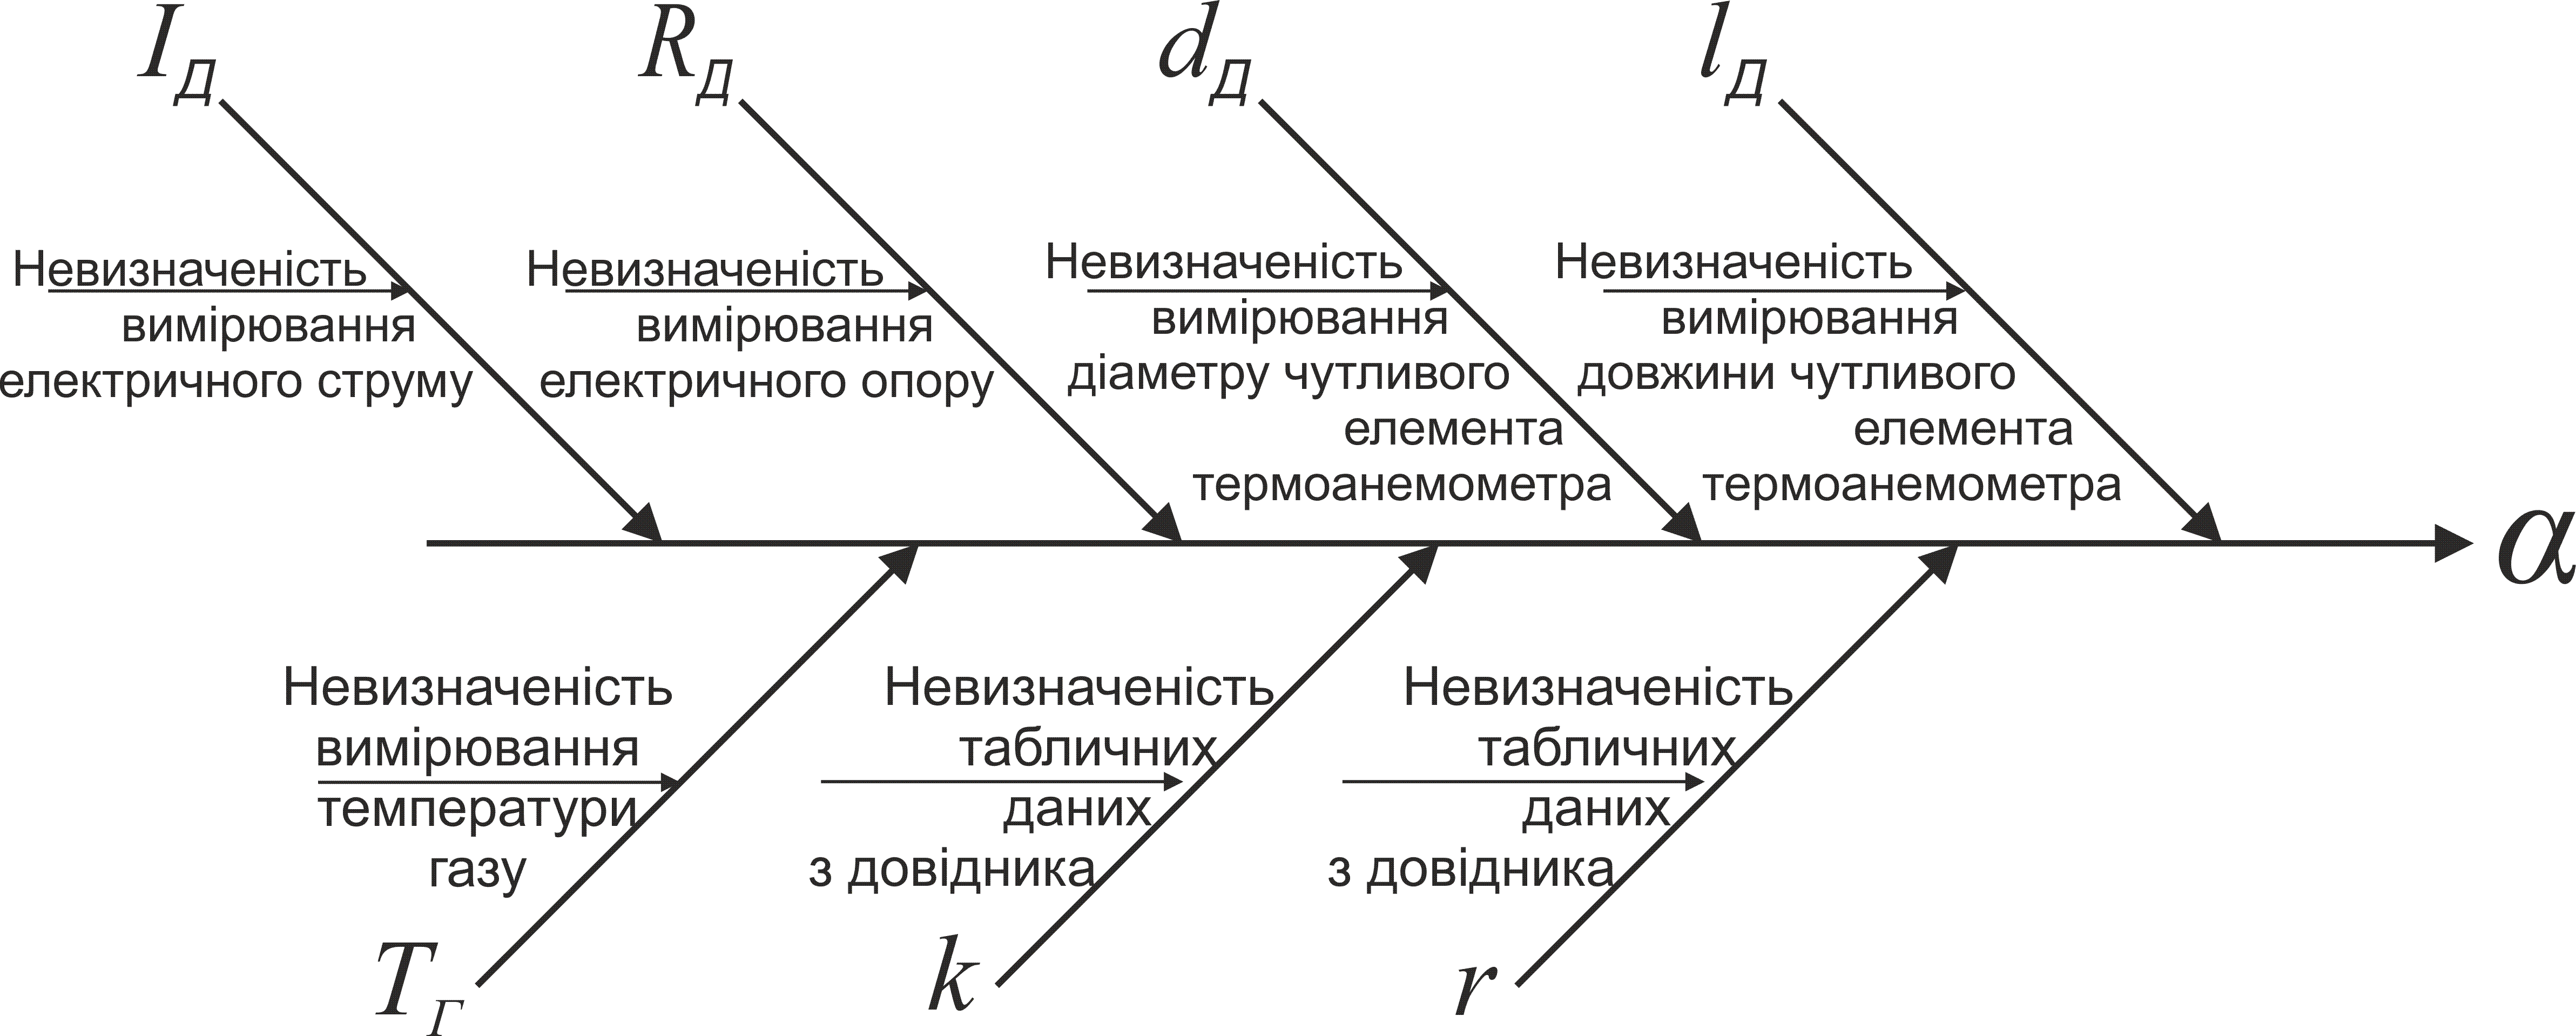 I_Д
R_Д
d_Д
l_Д
Невизначеність
вимірювання
електричного струму
Невизначеність
вимірювання
електричного опору
Невизначеність
вимірювання
діаметру чутливого
елемента
термоанемометра
Невизначеність
вимірювання
довжини чутливого
елемента
термоанемометра
α
Невизначеність
вимірювання
температури
газу
Невизначеність
табличних
даних
з довідника
Невизначеність
табличних
даних
з довідника
T_Г
k
r